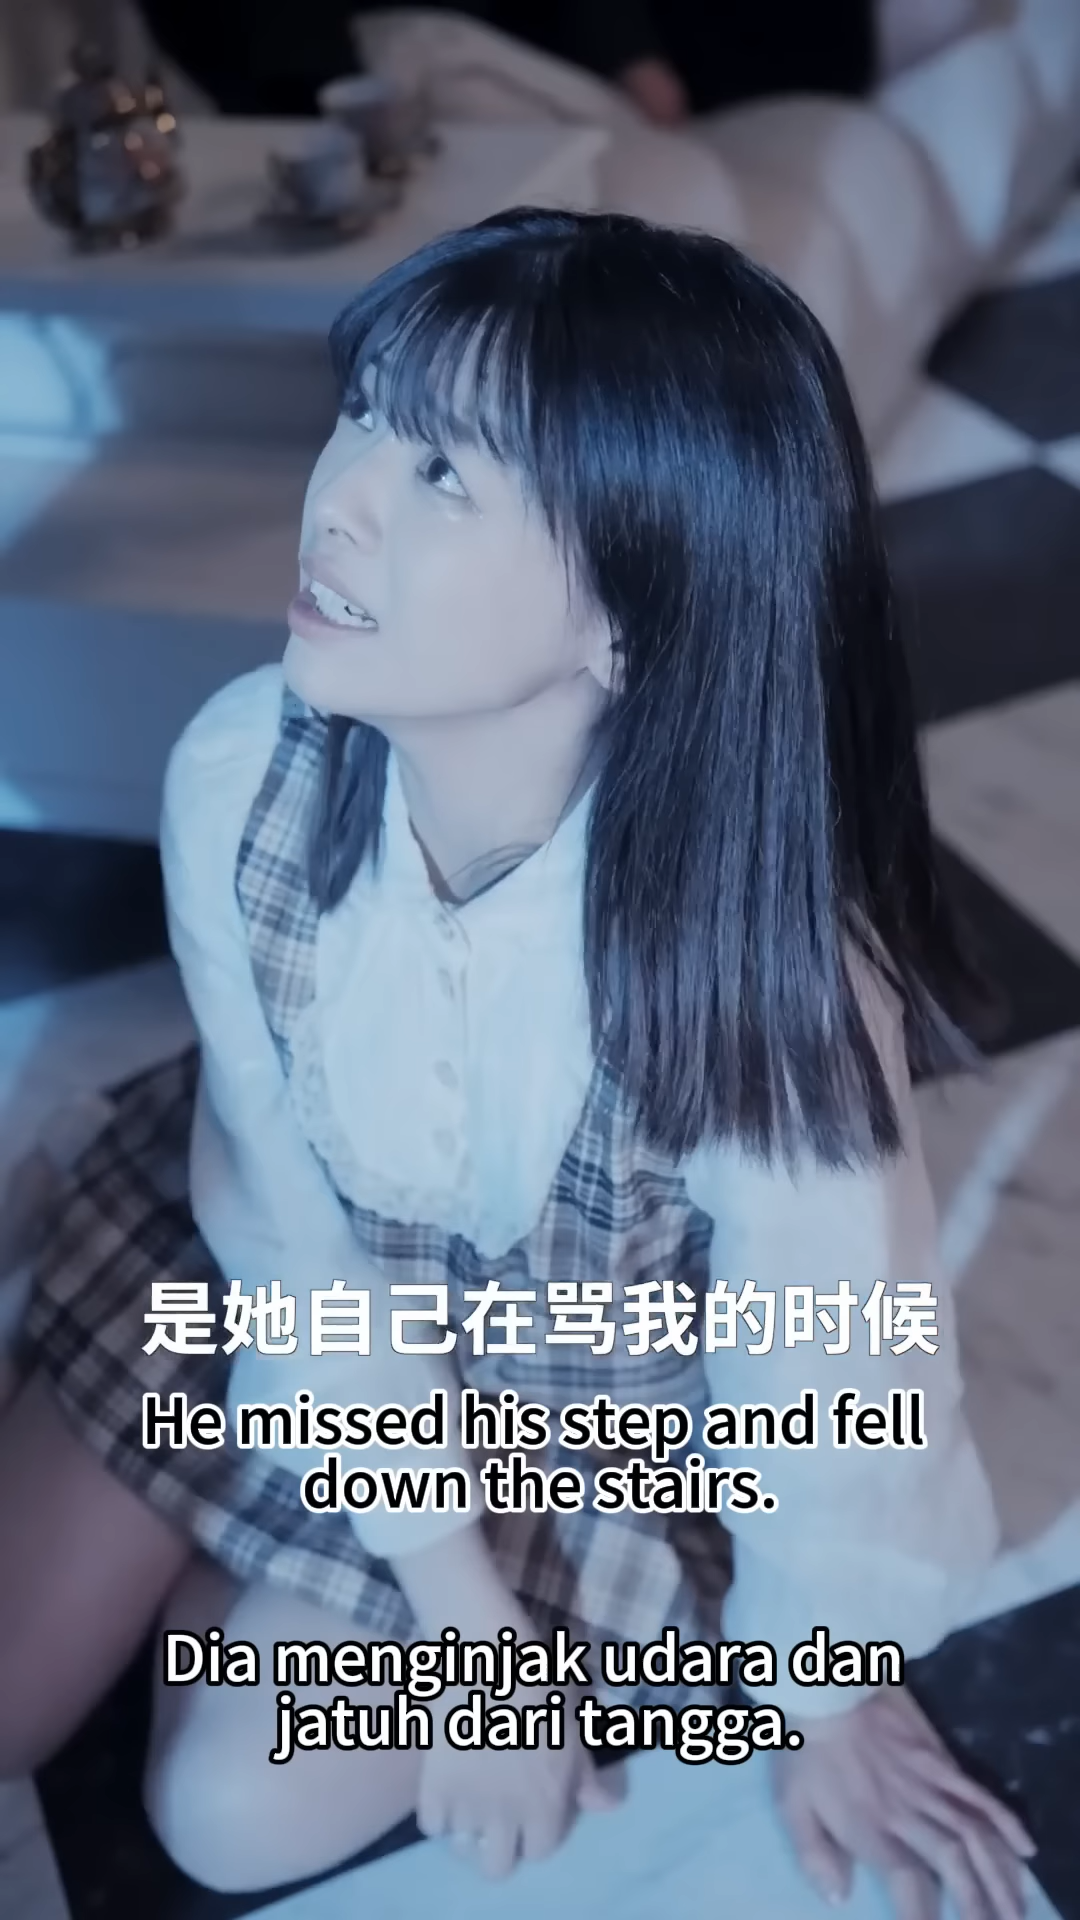 是她自己在骂我的时候
He missed his step and fell
down the stairs.
Dia menginjak udara dan
jatuh dari tangga.